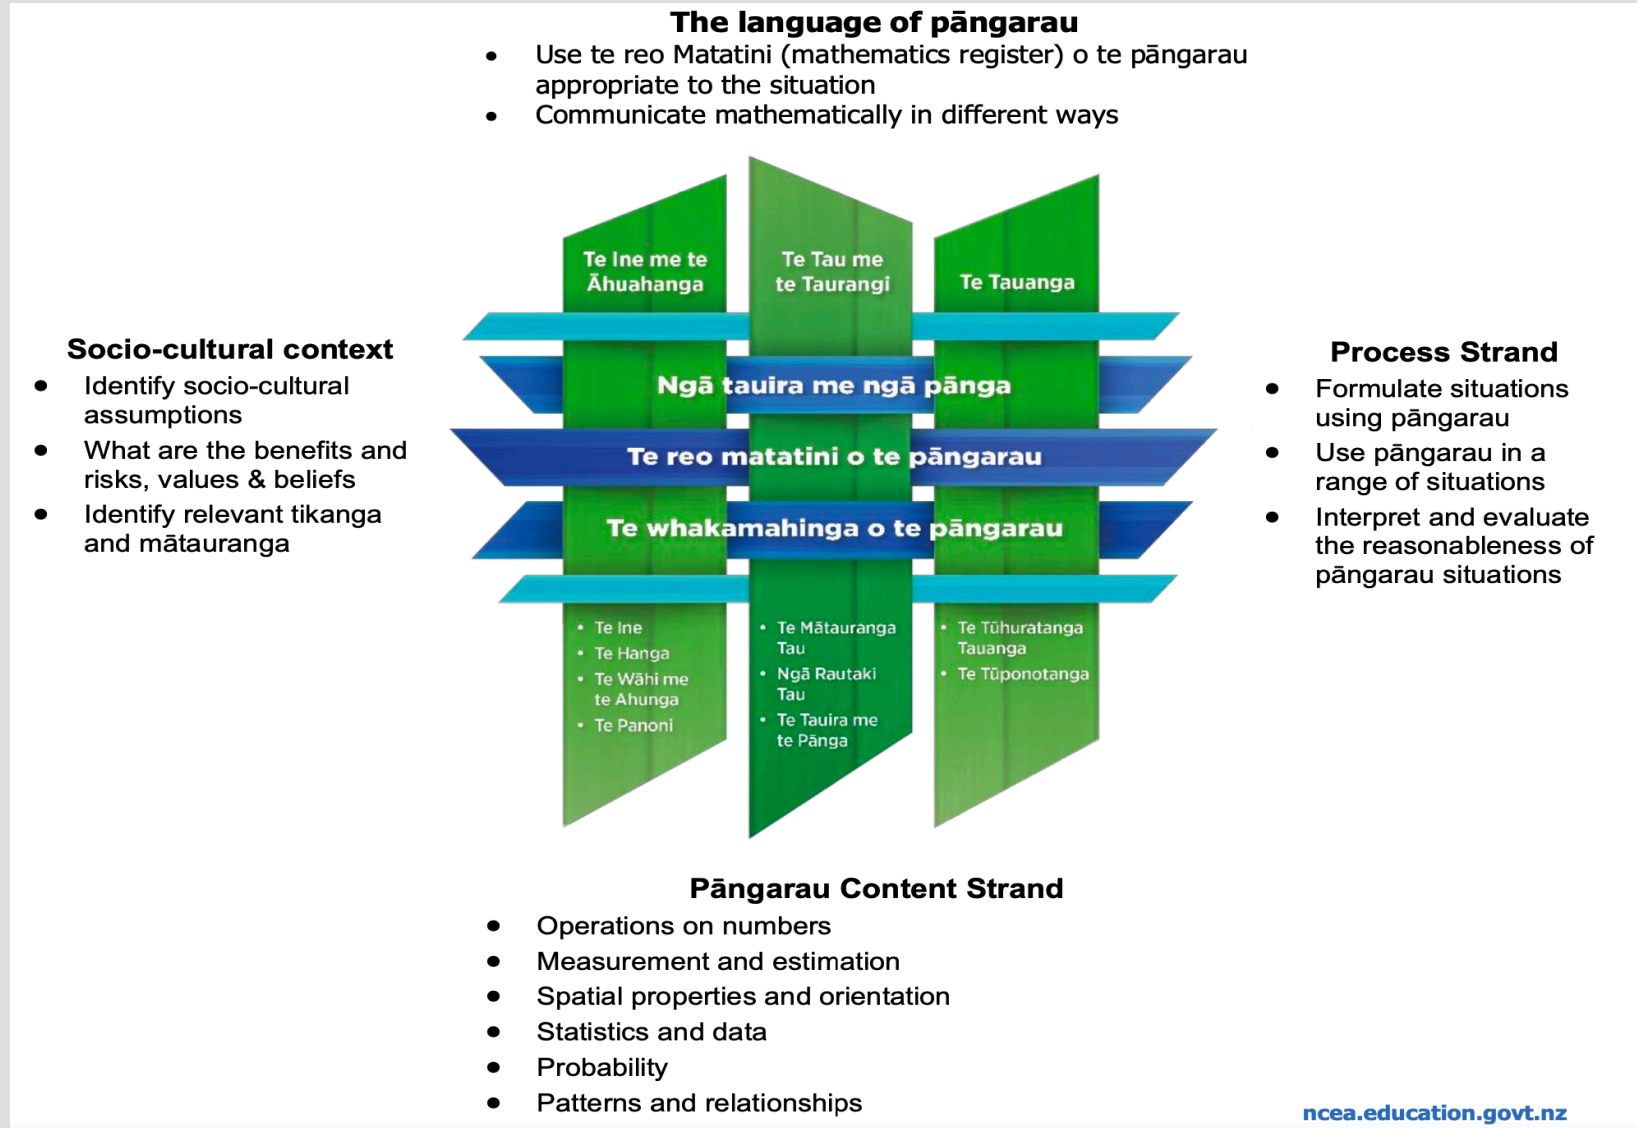 The language of pāngarau
• Use te reo Matatini (mathematics register) o te pāngarau
appropriate to the situation
• Communicate mathematically in different ways
Te Ine me te
Āhuahanga
Te Tau me
te Taurangi
Te Tauanga
Socio-cultural context
• Identify socio-cultural
assumptions
• What are the benefits and
risks, values & beliefs
• Identify relevant tikanga
and mātauranga
Ngā tauira me ngā pānga
Te reo matatini o te pāngarau
Te whakamahinga o te pāngarau
Process Strand
• Formulate situations
using pāngarau
• Use pāngarau in a
range of situations
• Interpret and evaluate
the reasonableness of
pāngarau situations
• Te Ine
• Te Hanga
• Te Wāhi me
te Ahunga
• Te Panoni
• Te Mātauranga
Tau
• Ngā Rautaki
Tau
• Te Tauira me
te Pānga
• Te Tūhuratanga
Tauanga
• Te Tūponotanga
Pāngarau Content Strand
• Operations on numbers
• Measurement and estimation
• Spatial properties and orientation
• Statistics and data
• Probability
• Patterns and relationships
ncea.education.govt.nz